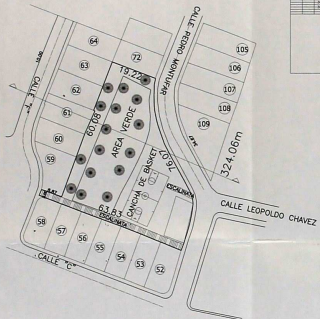 64
72
105
63
106
62
107
61
108
60
109
59
58
57
56
55
54
53
52
19.22
60.08
63.83
76.07
324.06m
CALLE PEDRO MONTUFAR
AREA VERDE
CANCHA DE BASKET
ESCALINATA
ESCALINATA
CALLE LEOPOLDO CHAVEZ
CALLE "C"
CALLE